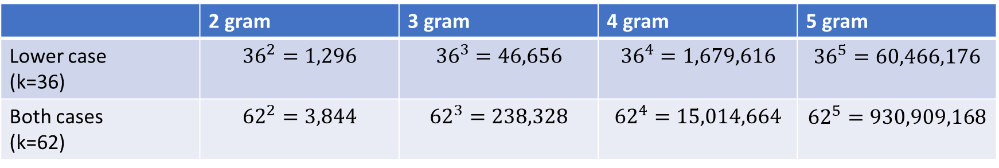 2 gram 3 gram 4 gram 5 gram
Lower case 36² = 1,296 36³ = 46,656 36⁴ = 1,679,616 36⁵ = 60,466,176
(k=36)
Both cases 62² = 3,844 62³ = 238,328 62⁴ = 15,014,664 62⁵ = 930,909,168
(k=62)